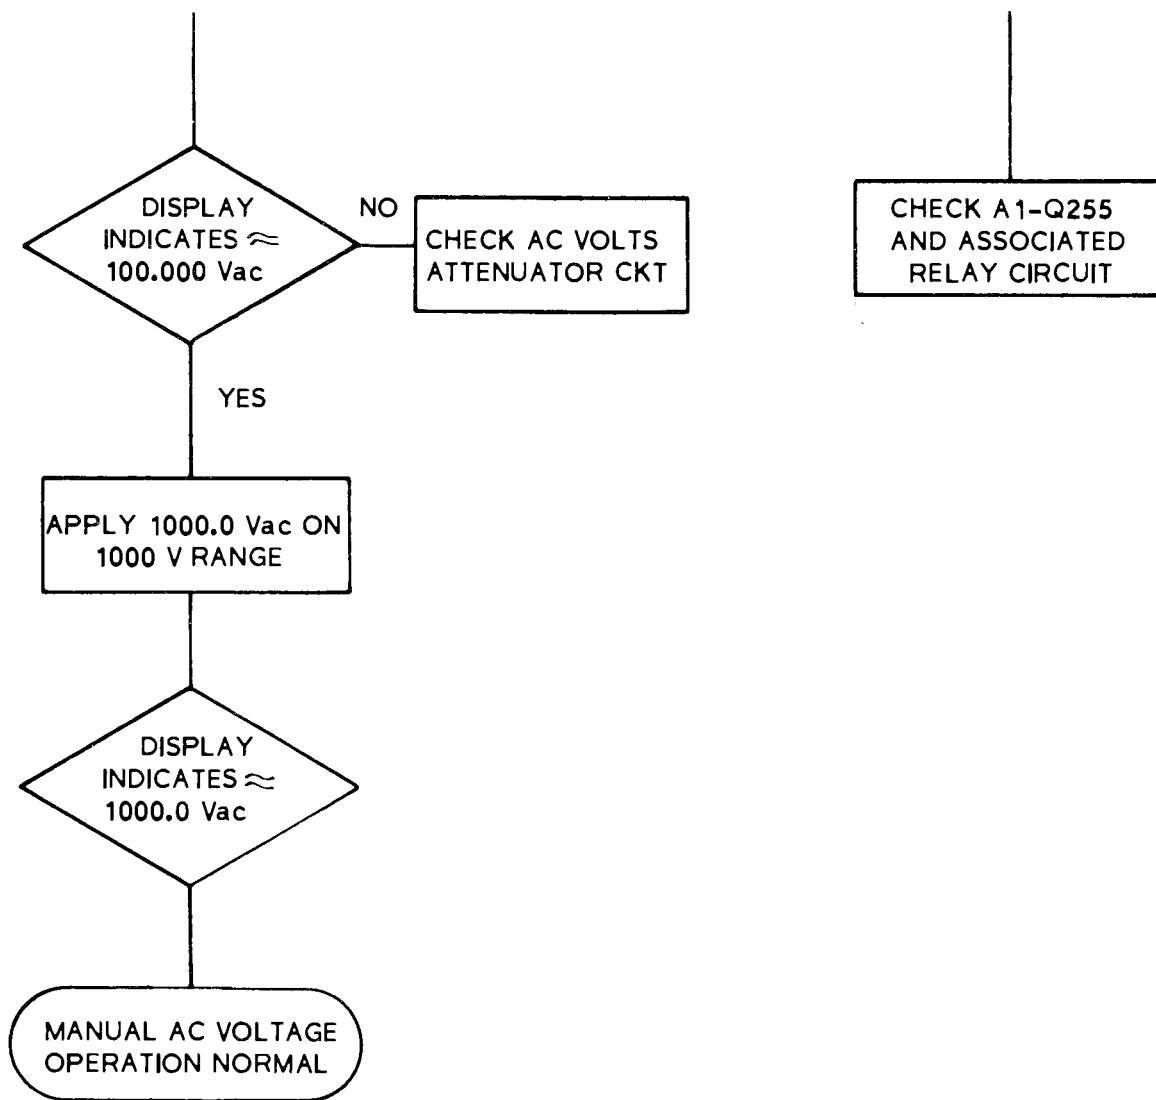 DISPLAY
INDICATES ≈
100.000 Vac
NO
CHECK AC VOLTS
ATTENUATOR CKT
CHECK A1-Q255
AND ASSOCIATED
RELAY CIRCUIT
YES
APPLY 1000.0 Vac ON
1000 V RANGE
DISPLAY
INDICATES ≈
1000.0 Vac
MANUAL AC VOLTAGE
OPERATION NORMAL